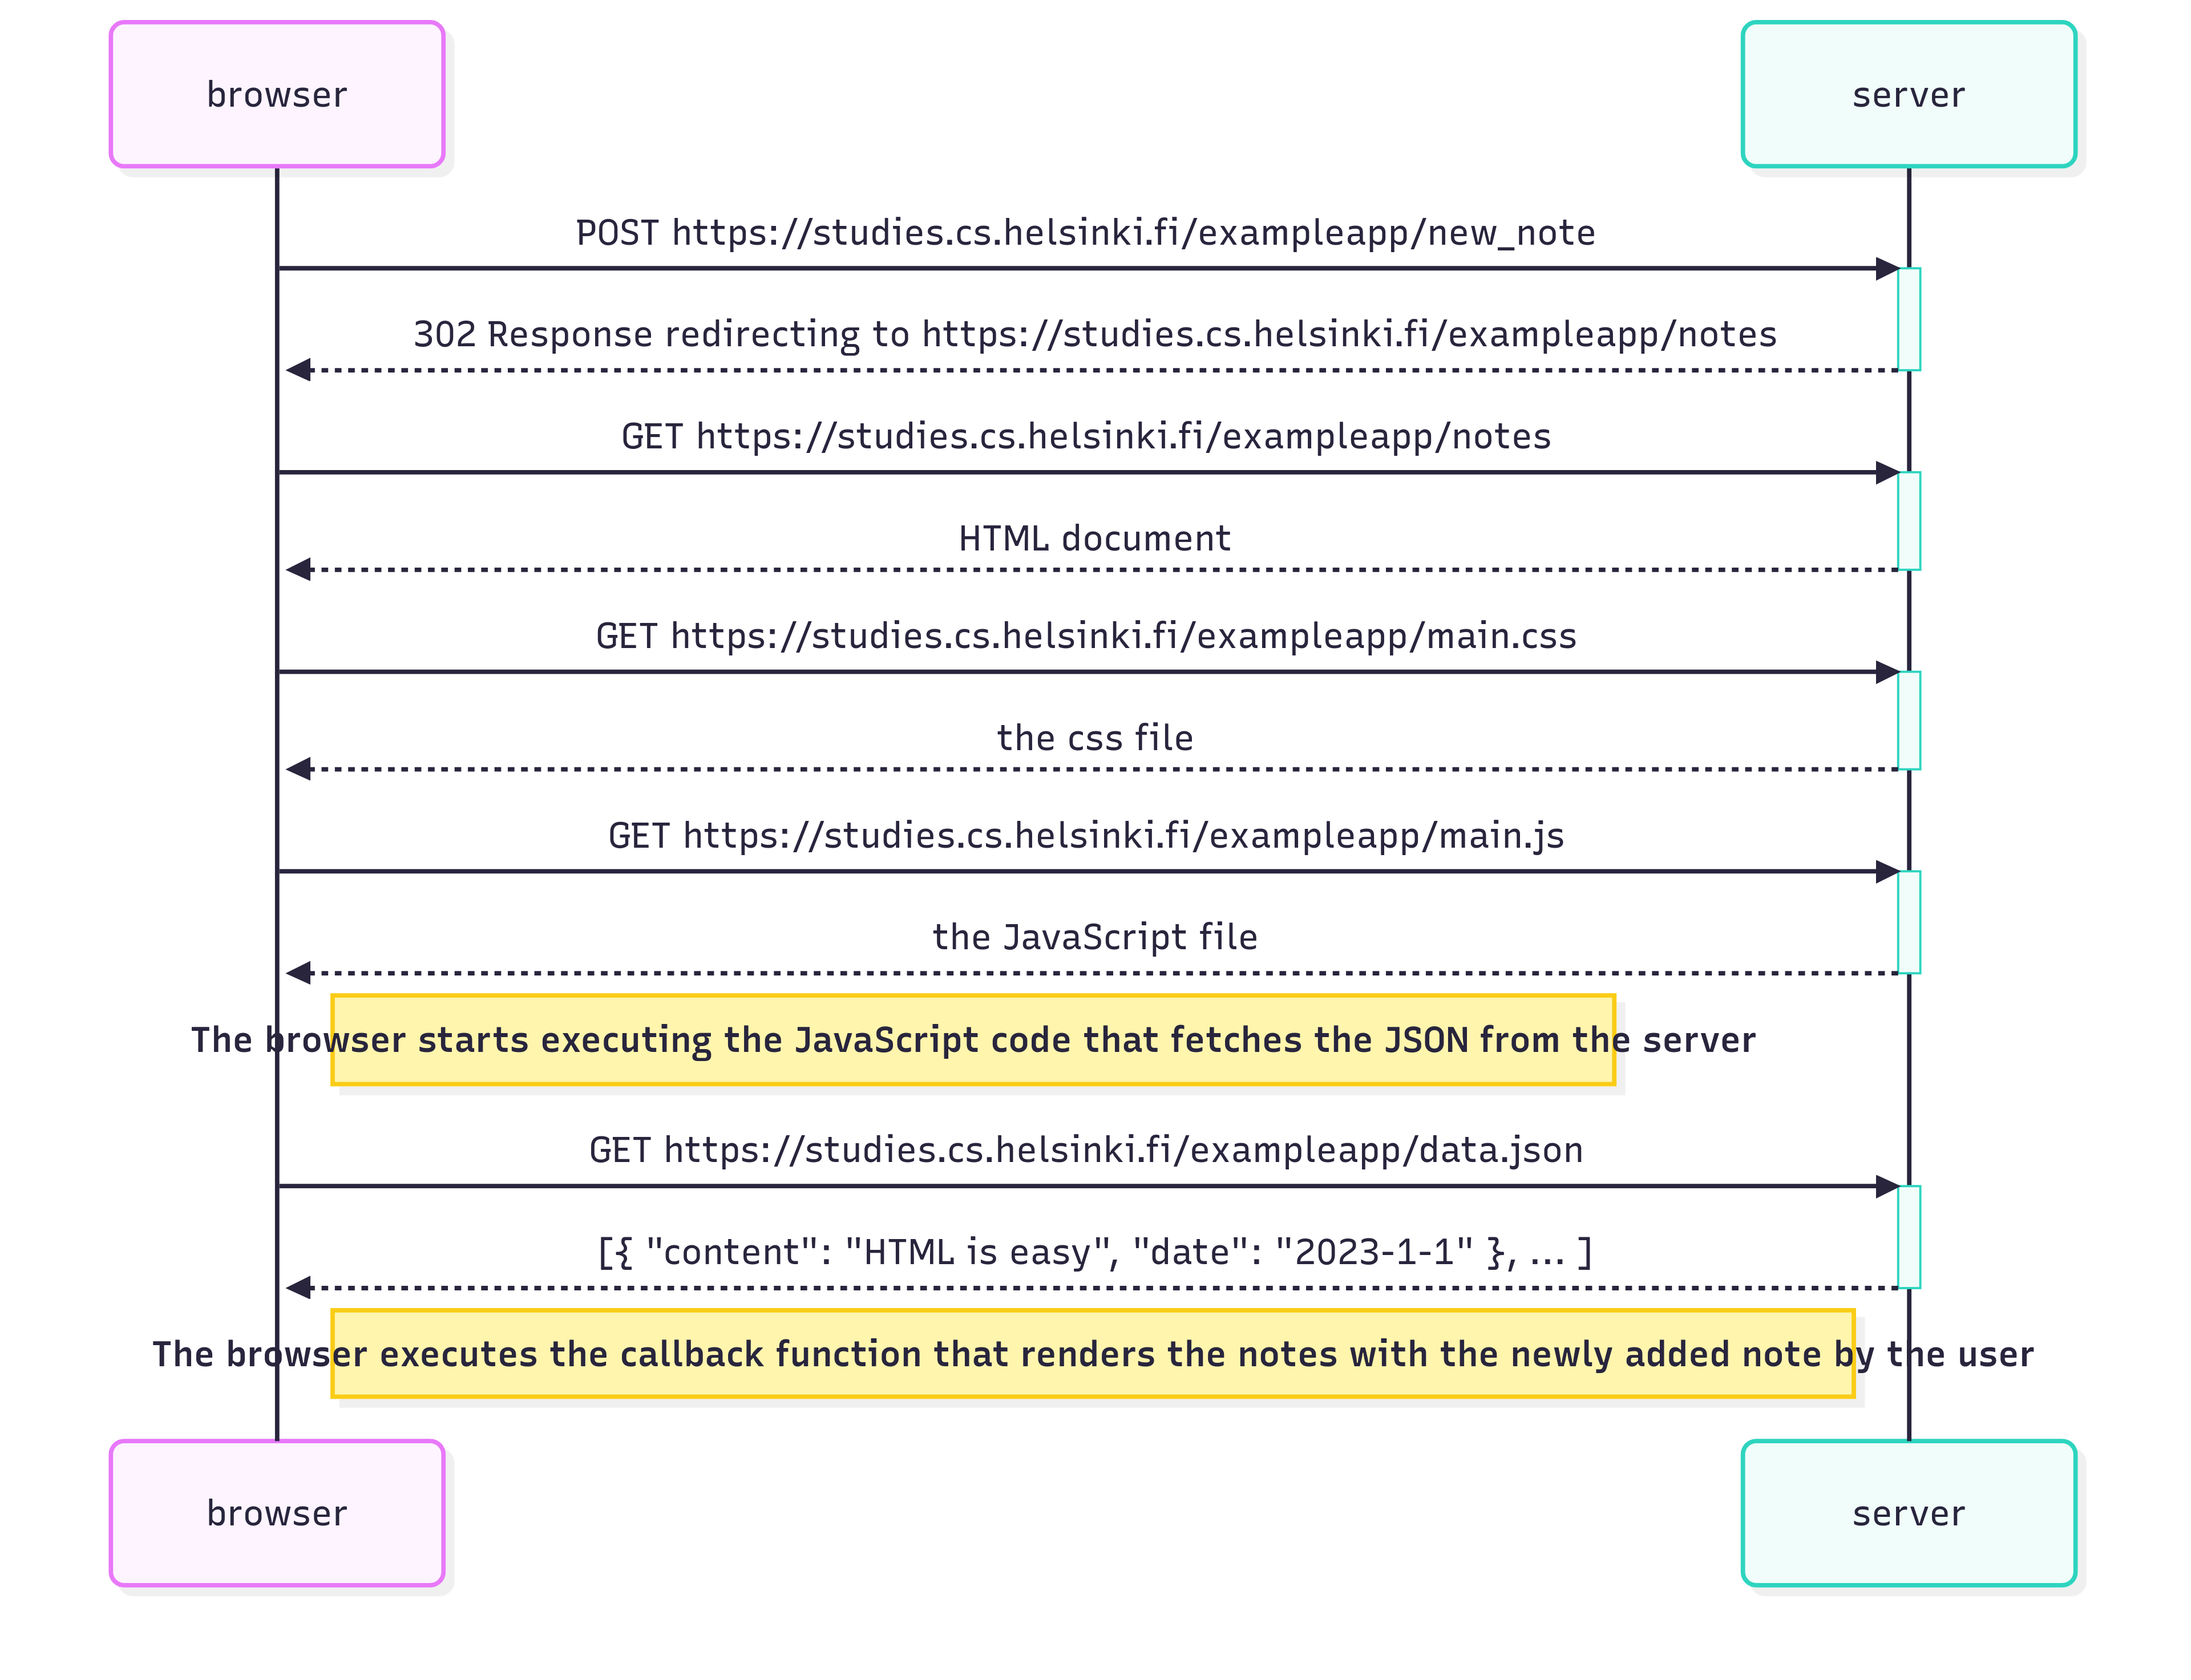 browser
server
POST https://studies.cs.helsinki.fi/exampleapp/new_note
302 Response redirecting to https://studies.cs.helsinki.fi/exampleapp/notes
GET https://studies.cs.helsinki.fi/exampleapp/notes
HTML document
GET https://studies.cs.helsinki.fi/exampleapp/main.css
the css file
GET https://studies.cs.helsinki.fi/exampleapp/main.js
the JavaScript file
The browser starts executing the JavaScript code that fetches the JSON from the server
GET https://studies.cs.helsinki.fi/exampleapp/data.json
[{ "content": "HTML is easy", "date": "2023-1-1" }, ... ]
The browser executes the callback function that renders the notes with the newly added note by the user
browser
server